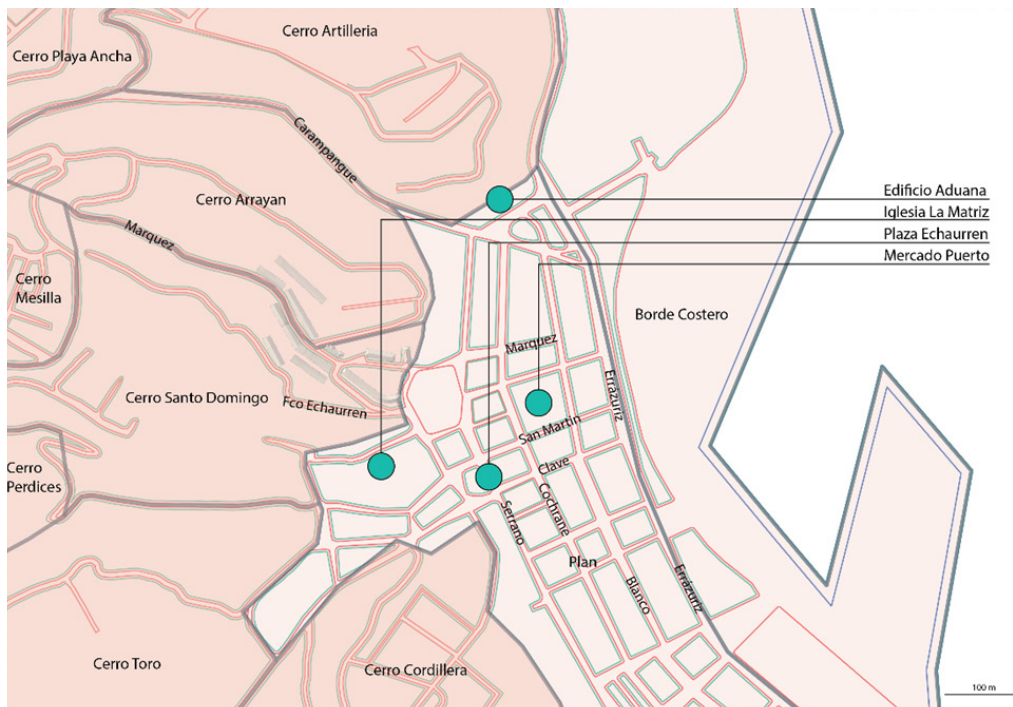 Cerro Artilleria
Cerro Playa Ancha
Carampangue
Edificio Aduana
Cerro Arrayan
Iglesia La Matriz
Marquez
Plaza Echaurren
Mercado Puerto
Cerro
Mesilla
Borde Costero
Marquez
Errázuriz
Cerro Santo Domingo
Fco Echaurren
San Martin
Cerro
Perdices
Clave
Cochrane
Serrano
Plan
Blanco
Errázuriz
Cerro Toro
Cerro Cordillera
100 m